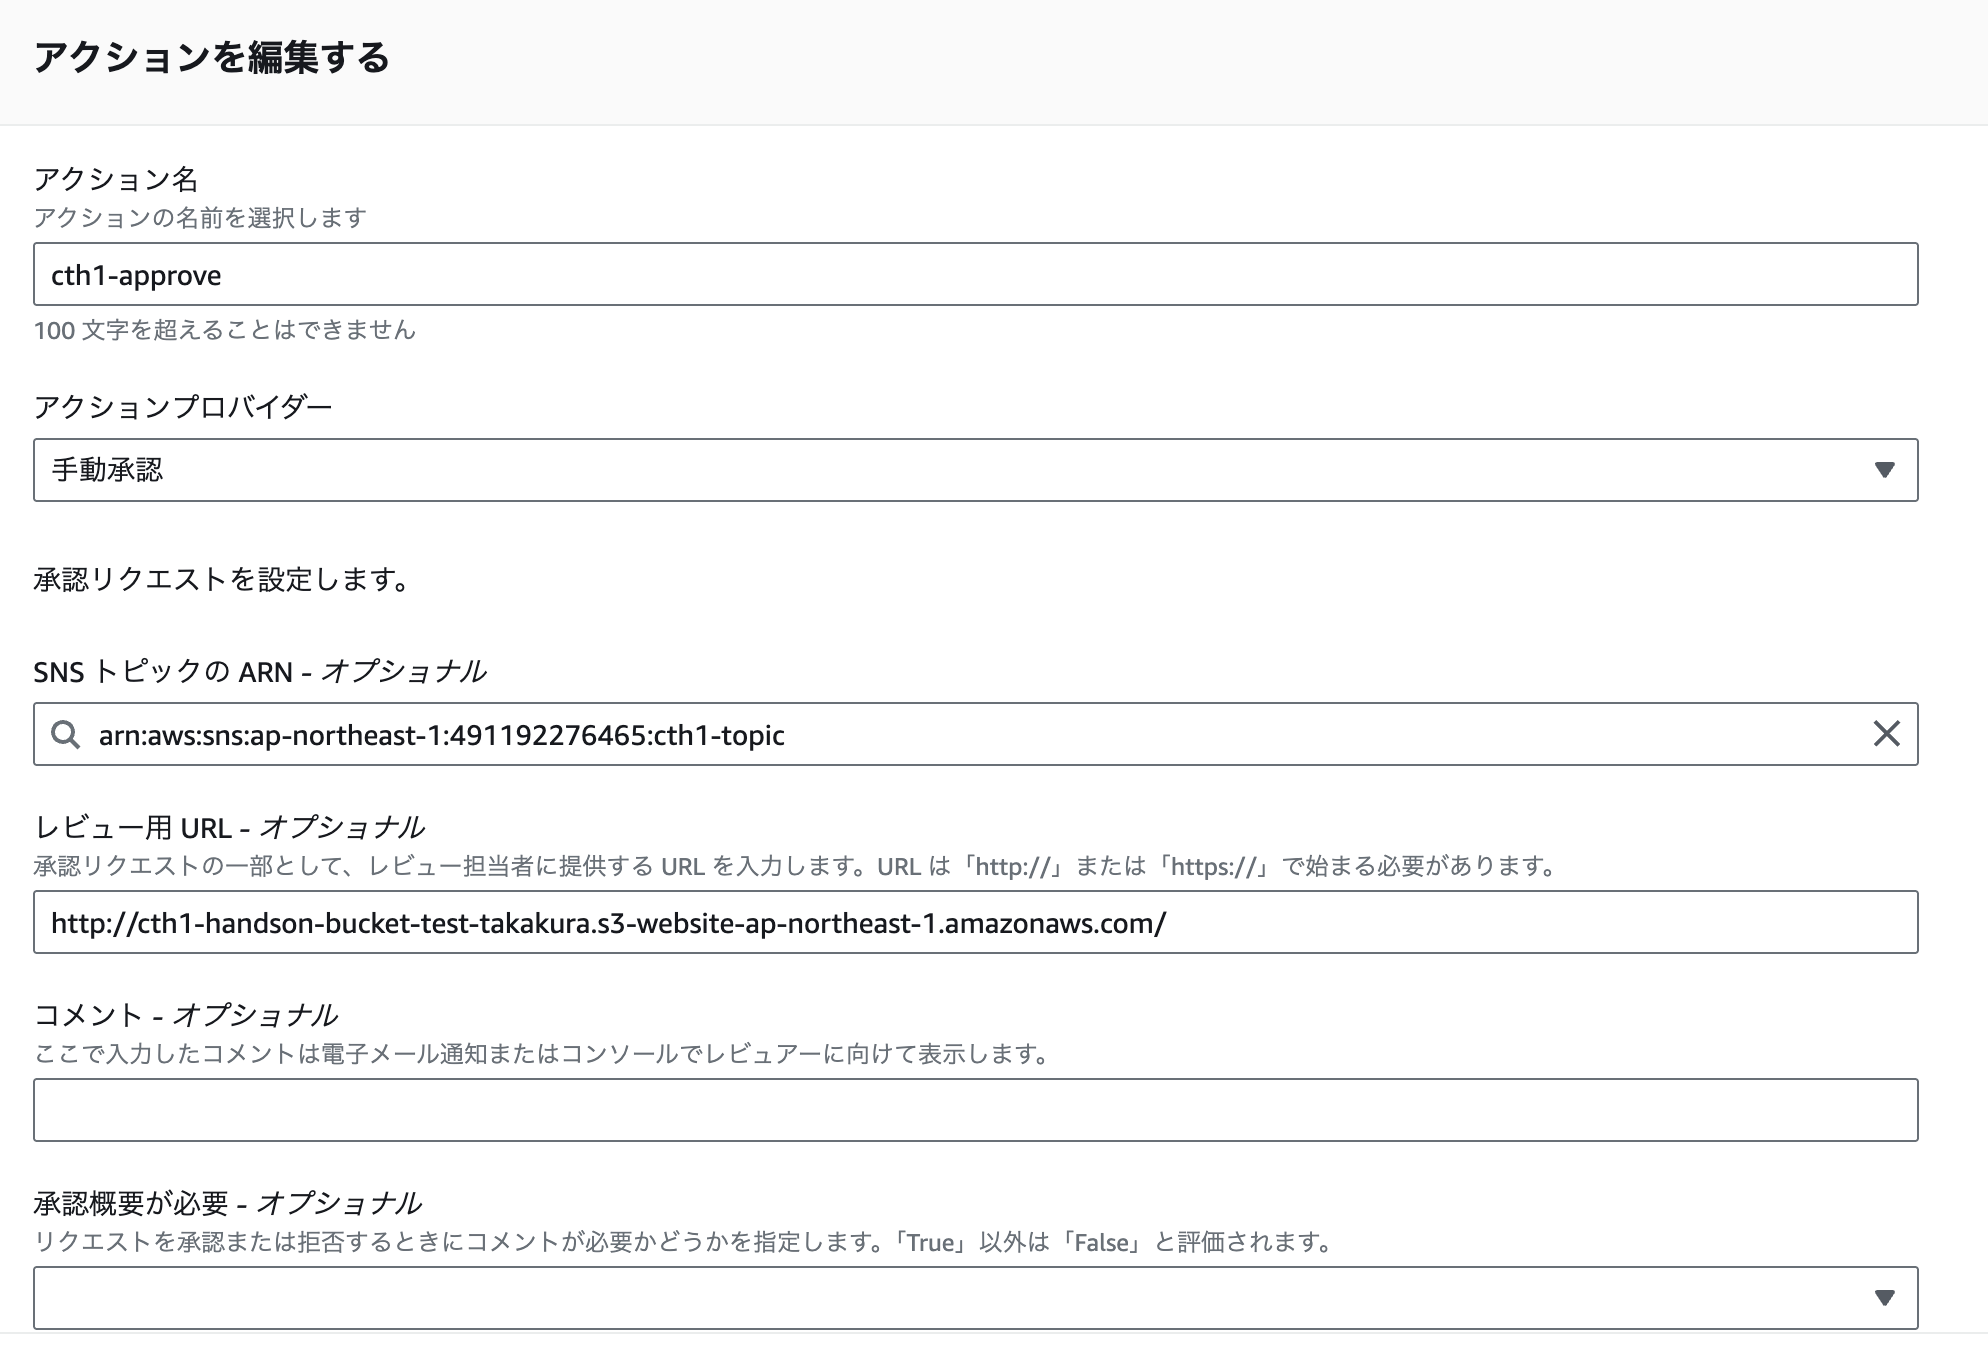 アクションを編集する
アクション名
アクションの名前を選択します
cth1-approve
100 文字を超えることはできません
アクションプロバイダー
手動承認
承認リクエストを設定します。
SNS トピックの ARN - オプショナル
arn:aws:sns:ap-northeast-1:491192276465:cth1-topic
レビュー用 URL - オプショナル
承認リクエストの一部として、レビュー担当者に提供する URL を入力します。URL は「http://」または「https://」で始まる必要があります。
http://cth1-handson-bucket-test-takakura.s3-website-ap-northeast-1.amazonaws.com/
コメント - オプショナル
ここで入力したコメントは電子メール通知またはコンソールでレビュアーに向けて表示します。
承認概要が必要 - オプショナル
リクエストを承認または拒否するときにコメントが必要かどうかを指定します。「True」以外は「False」と評価されます。